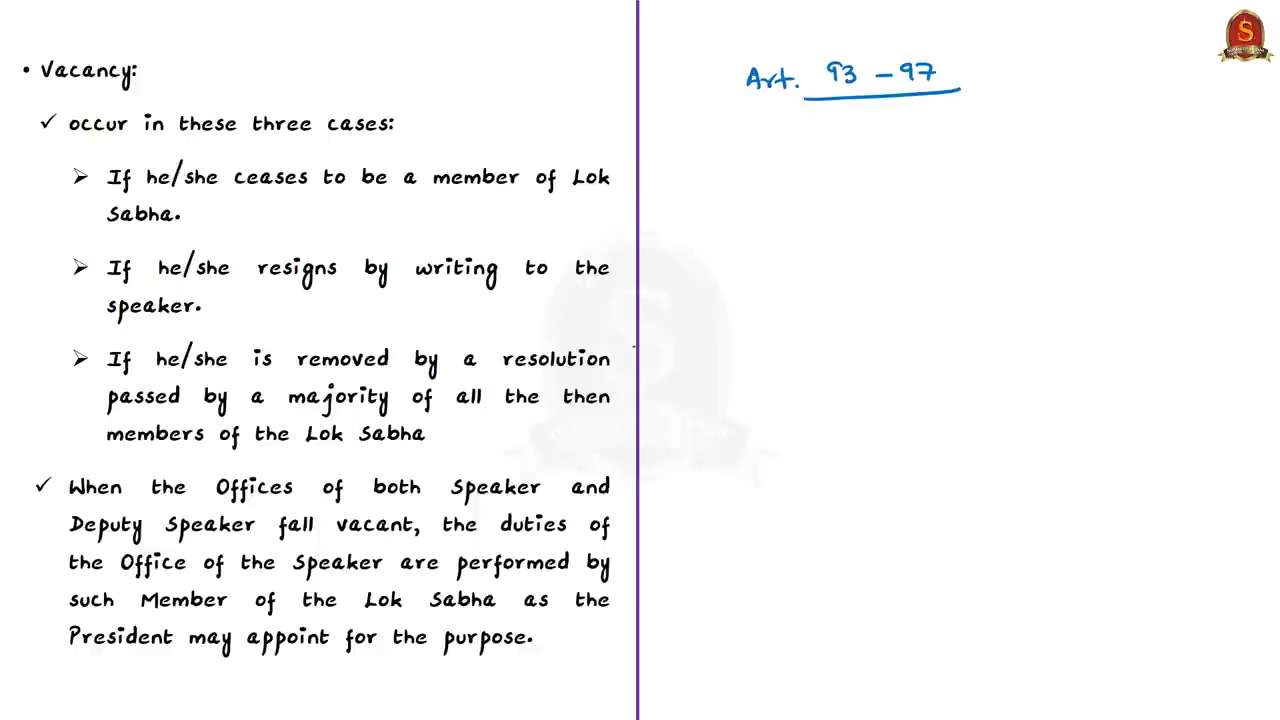 • Vacancy:
✓ occur in these three cases:
➢ If he/she ceases to be a member of Lok
Sabha.
➢ If he/she resigns by writing to the
speaker.
➢ If he/she is removed by a resolution
passed by a majority of all the then
members of the Lok Sabha
✓ When the Offices of both Speaker and
Deputy Speaker fall vacant, the duties of
the Office of the Speaker are performed by
such Member of the Lok Sabha as the
President may appoint for the purpose.
Art. 93 – 97
S